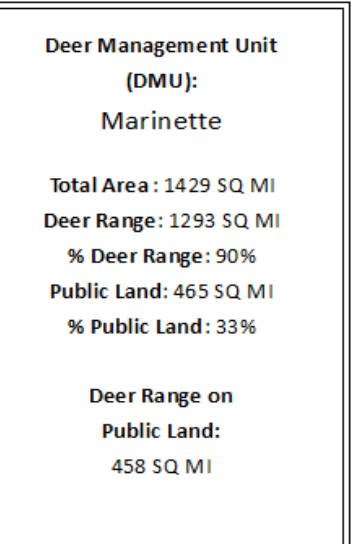 Deer Management Unit
(DMU):
Marinette
Total Area: 1429 SQ MI
Deer Range: 1293 SQ MI
% Deer Range: 90%
Public Land: 465 SQ MI
% Public Land: 33%
Deer Range on
Public Land:
458 SQ MI